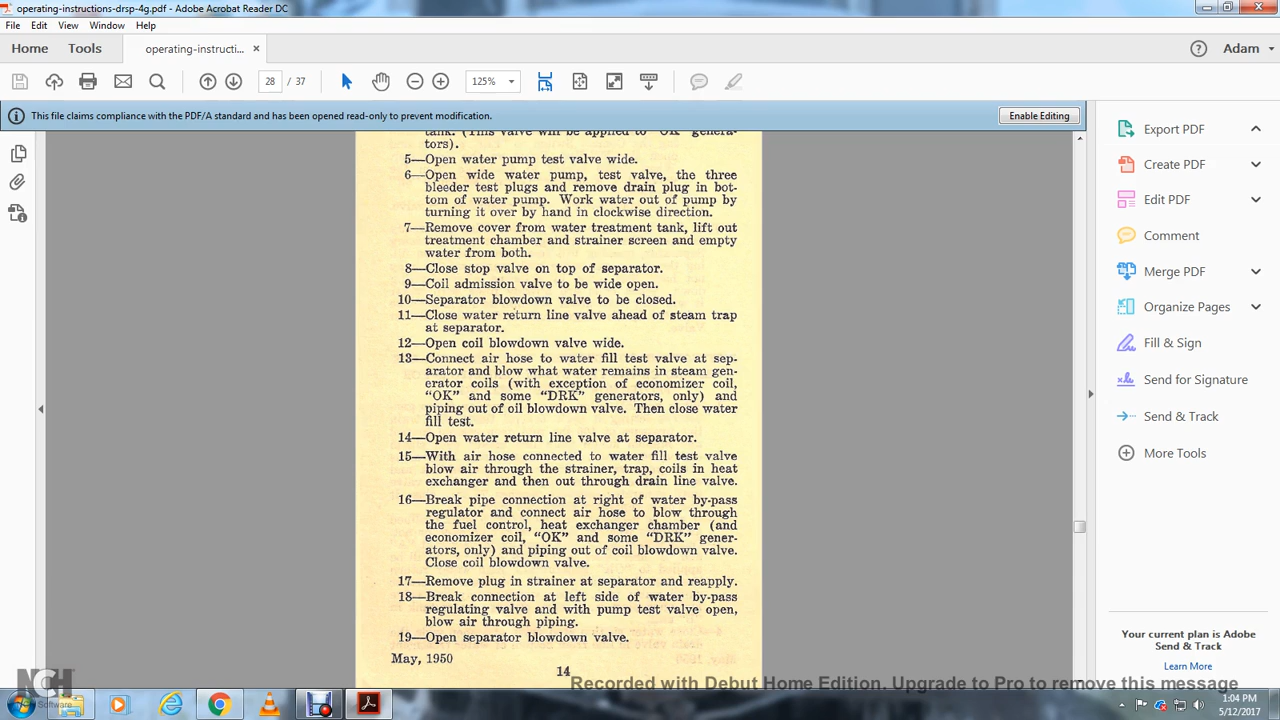 operating-instructions-drsp-4g.pdf - Adobe Acrobat Reader DC
File Edit View Window Help
Home Tools operating-instructi... × Adam
28 / 37 125%
This file claims compliance with the PDF/A standard and has been opened read-only to prevent modification. Enable Editing
tank. (This valve will be applied to "OK" genera-
tors).
5—Open water pump test valve wide.
6—Open wide water pump, test valve, the three
bleeder test plugs and remove drain plug in bot-
tom of water pump. Work water out of pump by
turning it over by hand in clockwise direction.
7—Remove cover from water treatment tank, lift out
treatment chamber and strainer screen and empty
water from both.
8—Close stop valve on top of separator.
9—Coil admission valve to be wide open.
10—Separator blowdown valve to be closed.
11—Close water return line valve ahead of steam trap
at separator.
12—Open coil blowdown valve wide.
13—Connect air hose to water fill test valve at sep-
arator and blow what water remains in steam gen-
erator coils (with exception of economizer coil,
"OK" and some "DRK" generators, only) and
piping out of oil blowdown valve. Then close water
fill test.
14—Open water return line valve at separator.
15—With air hose connected to water fill test valve
blow air through the strainer, trap, coils in heat
exchanger and then out through drain line valve.
16—Break pipe connection at right of water by-pass
regulator and connect air hose to blow through
the fuel control, heat exchanger chamber (and
economizer coil, "OK" and some "DRK" gener-
ators, only) and piping out of coil blowdown valve.
Close coil blowdown valve.
17—Remove plug in strainer at separator and reapply.
18—Break connection at left side of water by-pass
regulating valve and with pump test valve open,
blow air through piping.
19—Open separator blowdown valve.
May, 1950
14
Export PDF
Create PDF
Edit PDF
Comment
Merge PDF
Organize Pages
Fill & Sign
Send for Signature
Send & Track
More Tools
Your current plan is Adobe
Send & Track
Learn More
NCH
Software
Recorded with Debut Home Edition. Upgrade to Pro to remove this message
1:04 PM
5/12/2017